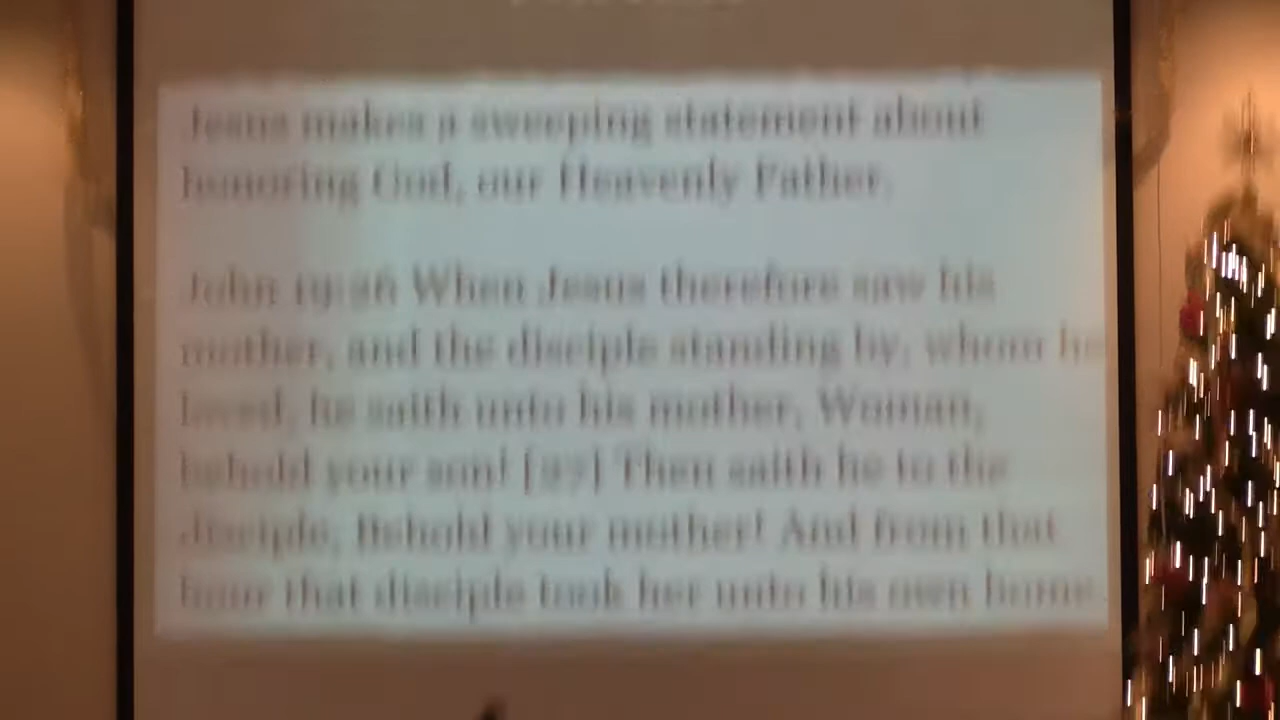 Jesus makes a sweeping statement about
honoring God, our Heavenly Father.
John 19:26 When Jesus therefore saw his
mother, and the disciple standing by, whom he
loved, he saith unto his mother, Woman,
behold your son! [27] Then saith he to the
disciple, Behold your mother! And from that
hour that disciple took her unto his own home.